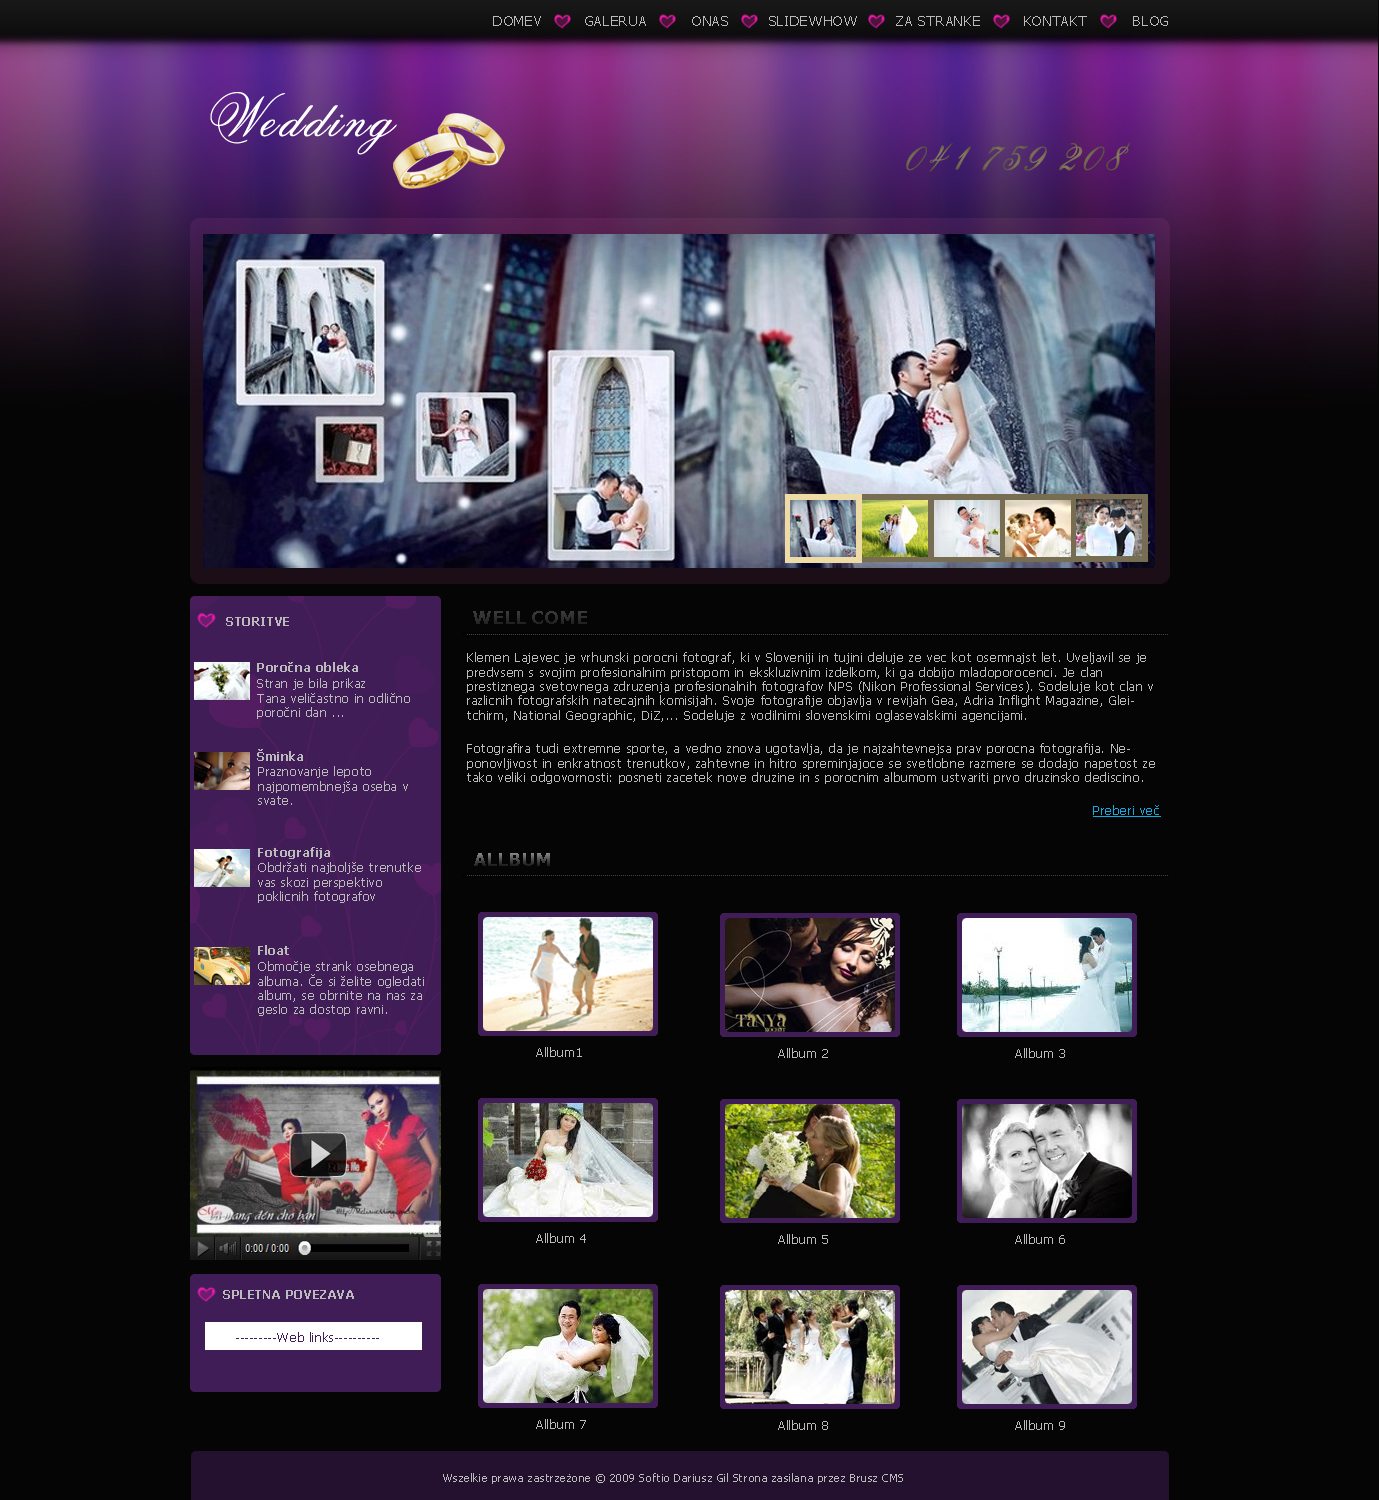 DOMEV GALERIJA ONAS SLIDEWHOW ZA STRANKE KONTAKT BLOG
Wedding
041 759 208
STORITVE
Poročna obleka
Stran je bila prikaz
Tana veličastno in odlično
poročni dan ...
Šminka
Praznovanje lepoto
najpomembnejša oseba v
svate.
Fotografija
Obdržati najboljše trenutke
vas skozi perspektivo
poklicnih fotografov
Float
Območje strank osebnega
albuma. Če si želite ogledati
album, se obrnite na nas za
geslo za dostop ravni.
0:00 / 0:00
SPLETNA POVEZAVA
---------Web links----------
WELL COME
Klemen Lajevec je vrhunski porocni fotograf, ki v Sloveniji in tujini deluje ze vec kot osemnajst let. Uveljavil se je
predvsem s svojim profesionalnim pristopom in ekskluzivnim izdelkom, ki ga dobijo mladoporocenci. Je clan
prestiznega svetovnega zdruzenja profesionalnih fotografov NPS (Nikon Professional Services). Sodeluje kot clan v
razlicnih fotografskih natecajnih komisijah. Svoje fotografije objavlja v revijah Gea, Adria Inflight Magazine, Glei-
tchirm, National Geographic, DiZ,... Sodeluje z vodilnimi slovenskimi oglasevalskimi agencijami.
Fotografira tudi extremne sporte, a vedno znova ugotavlja, da je najzahtevnejsa prav porocna fotografija. Ne-
ponovljivost in enkratnost trenutkov, zahtevne in hitro spreminjajoce se svetlobne razmere se dodajo napetost ze
tako veliki odgovornosti: posneti zacetek nove druzine in s porocnim albumom ustvariti prvo druzinsko dediscino.
Preberi več
ALLBUM
TaNYa
Allbum1 Allbum 2 Allbum 3
Allbum 4 Allbum 5 Allbum 6
Allbum 7 Allbum 8 Allbum 9
Wszelkie prawa zastrzeżone © 2009 Softio Dariusz Gil Strona zasilana przez Brusz CMS